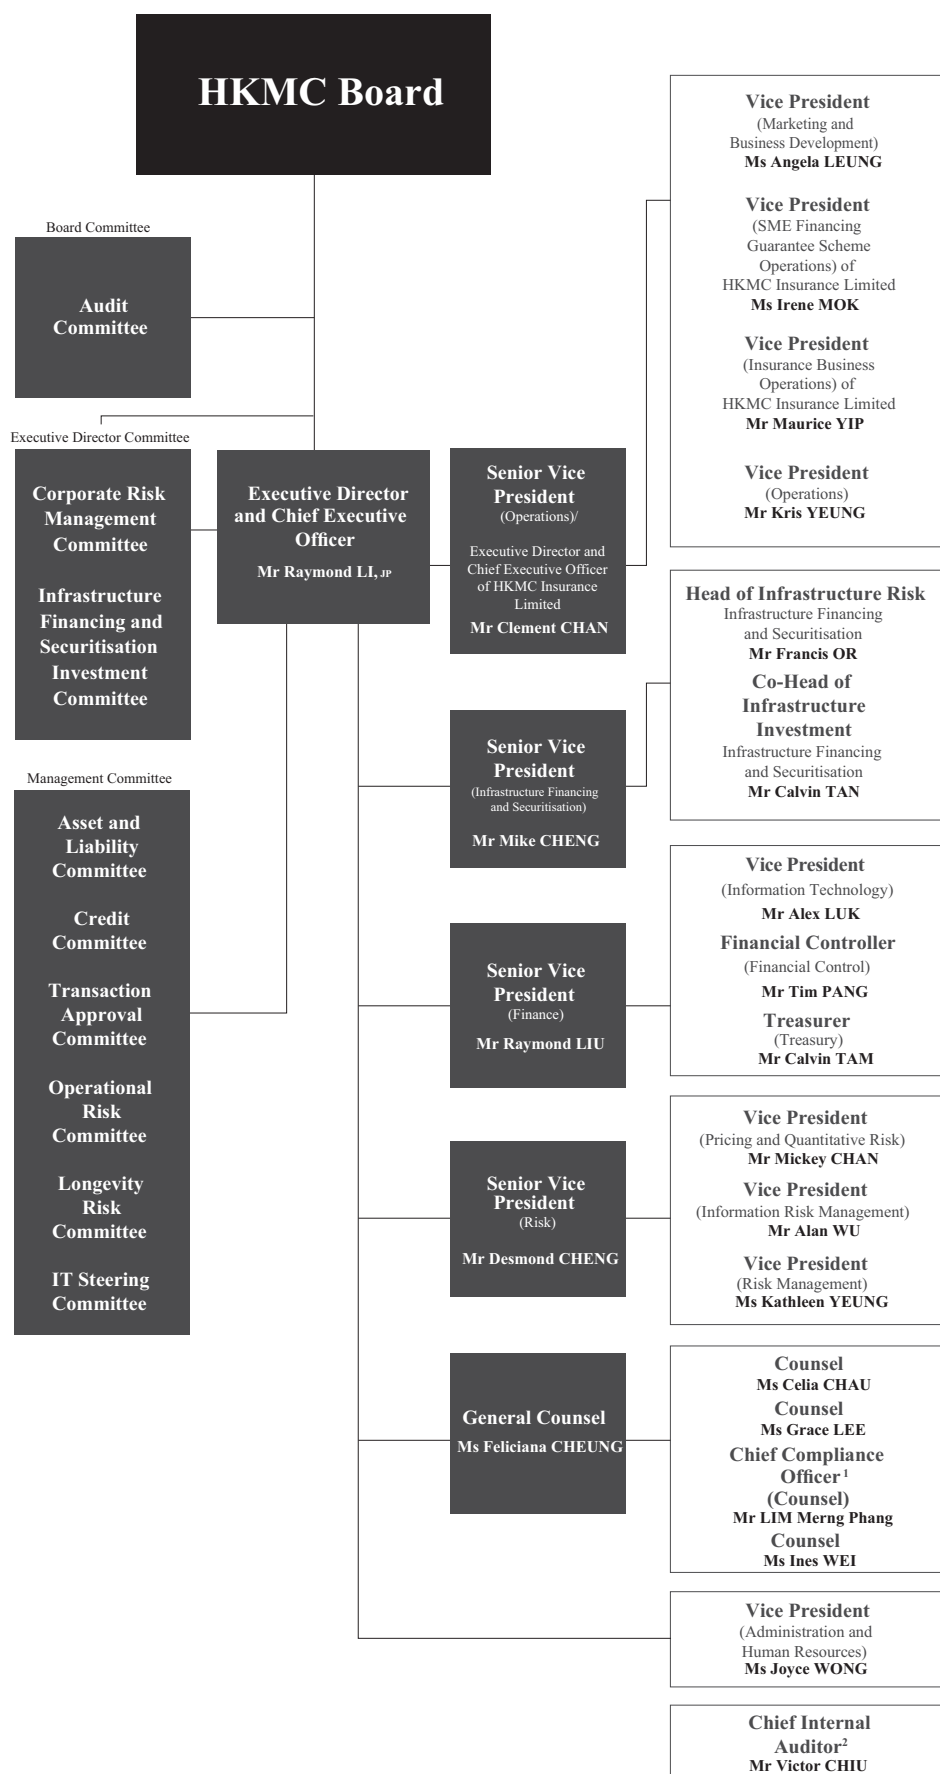 HKMC Board
Board Committee
Audit
Committee
Executive Director Committee
Corporate Risk
Management
Committee
Infrastructure
Financing and
Securitisation
Investment
Committee
Management Committee
Asset and
Liability
Committee
Credit
Committee
Transaction
Approval
Committee
Operational
Risk
Committee
Longevity
Risk
Committee
IT Steering
Committee
Executive Director
and Chief Executive
Officer
Mr Raymond LI, JP
Senior Vice
President
(Operations)/
Executive Director and
Chief Executive Officer
of HKMC Insurance
Limited
Mr Clement CHAN
Senior Vice
President
(Infrastructure Financing
and Securitisation)
Mr Mike CHENG
Senior Vice
President
(Finance)
Mr Raymond LIU
Senior Vice
President
(Risk)
Mr Desmond CHENG
General Counsel
Ms Feliciana CHEUNG
Vice President
(Marketing and
Business Development)
Ms Angela LEUNG
Vice President
(SME Financing
Guarantee Scheme
Operations) of
HKMC Insurance Limited
Ms Irene MOK
Vice President
(Insurance Business
Operations) of
HKMC Insurance Limited
Mr Maurice YIP
Vice President
(Operations)
Mr Kris YEUNG
Head of Infrastructure Risk
Infrastructure Financing
and Securitisation
Mr Francis OR
Co-Head of
Infrastructure
Investment
Infrastructure Financing
and Securitisation
Mr Calvin TAN
Vice President
(Information Technology)
Mr Alex LUK
Financial Controller
(Financial Control)
Mr Tim PANG
Treasurer
(Treasury)
Mr Calvin TAM
Vice President
(Pricing and Quantitative Risk)
Mr Mickey CHAN
Vice President
(Information Risk Management)
Mr Alan WU
Vice President
(Risk Management)
Ms Kathleen YEUNG
Counsel
Ms Celia CHAU
Counsel
Ms Grace LEE
Chief Compliance
Officer 1
(Counsel)
Mr LIM Merng Phang
Counsel
Ms Ines WEI
Vice President
(Administration and
Human Resources)
Ms Joyce WONG
Chief Internal
Auditor2
Mr Victor CHIU